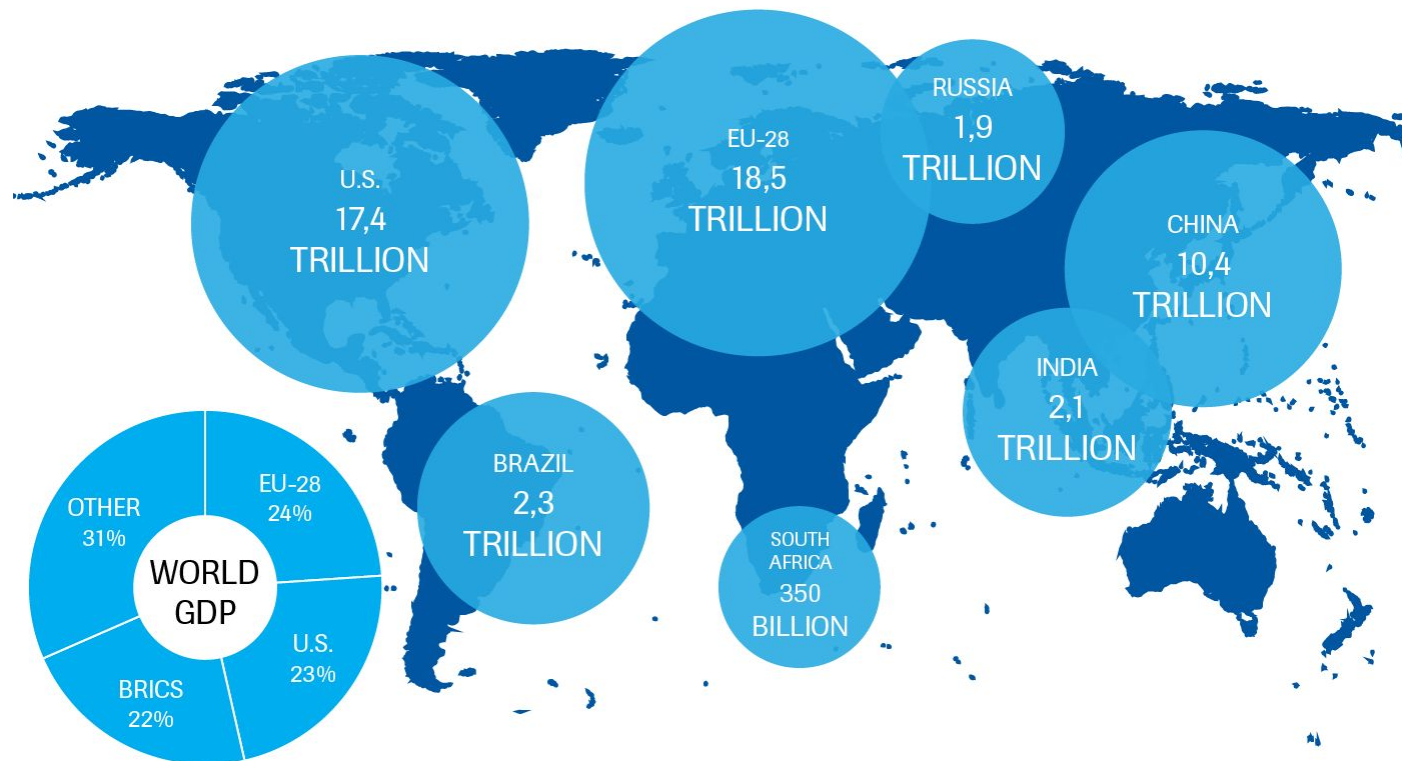 U.S.
17,4
TRILLION
EU-28
18,5
TRILLION
RUSSIA
1,9
TRILLION
CHINA
10,4
TRILLION
INDIA
2,1
TRILLION
BRAZIL
2,3
TRILLION
SOUTH
AFRICA
350
BILLION
WORLD
GDP
EU-28
24%
U.S.
23%
BRICS
22%
OTHER
31%